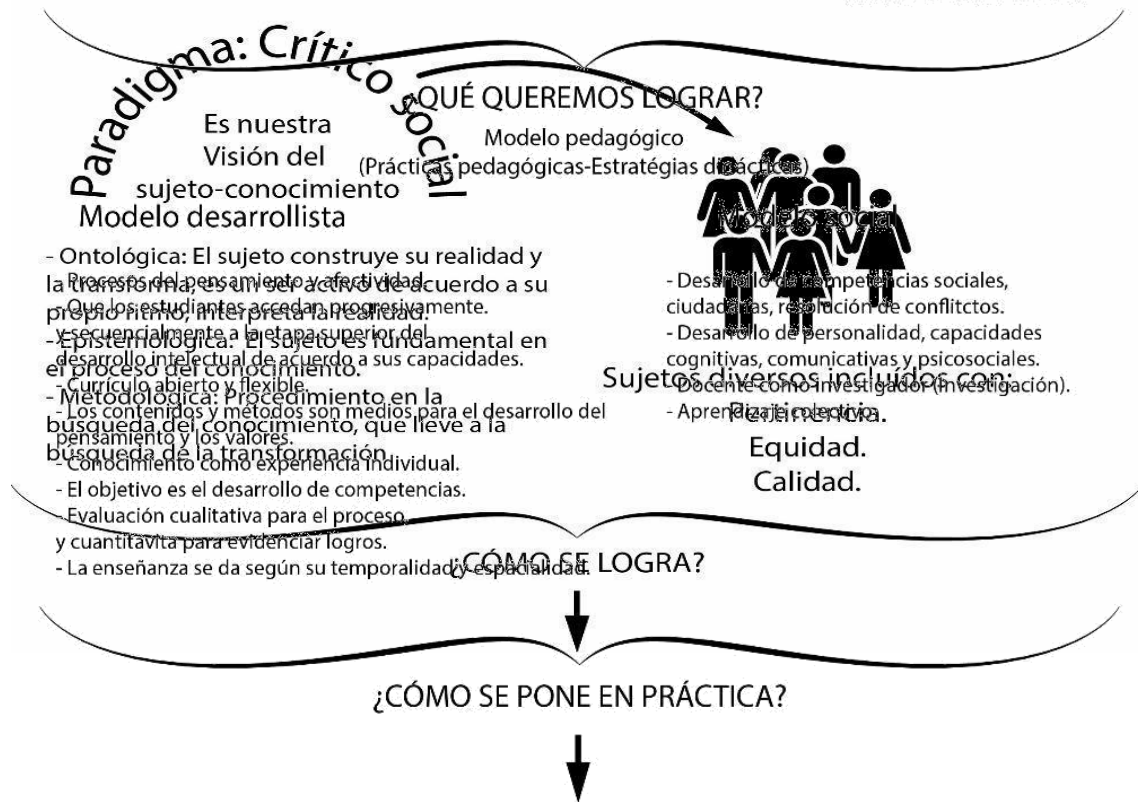 Paradigma: Crítico social
¿QUÉ QUEREMOS LOGRAR?
Es nuestra
Visión del
sujeto-conocimiento
Modelo pedagógico
(Prácticas pedagógicas-Estratégias didácticas)
Modelo desarrollista
- Ontológica: El sujeto construye su realidad y
la transforma, es un ser activo de acuerdo a su
propio ritmo, interpreta la realidad.
- Epistemológica: El sujeto es fundamental en
el proceso del conocimiento.
- Metodológica: Procedimiento en la
búsqueda del conocimiento, que lleve a la
búsqueda de la transformación
- Procesos del pensamiento y afectividad.
- Que los estudiantes accedan progresivamente.
y secuencialmente a la etapa superior del
desarrollo intelectual de acuerdo a sus capacidades.
- Currículo abierto y flexible.
- Los contenidos y métodos son medios para el desarrollo del
pensamiento y los valores.
- Conocimiento como experiencia individual.
- El objetivo es el desarrollo de competencias.
- Evaluación cualitativa para el proceso,
y cuantitavita para evidenciar logros.
- La enseñanza se da según su temporalidad y espacialidad.
Modelo social
- Desarrollo de competencias sociales,
ciudadanas, resolución de conflitctos.
- Desarrollo de personalidad, capacidades
cognitivas, comunicativas y psicosociales.
- Docente como investigador (Investigación).
- Aprendizaje colectivo.
Sujetos diversos incluídos con:
Pertinencia.
Equidad.
Calidad.
¿CÓMO SE LOGRA?
¿CÓMO SE PONE EN PRÁCTICA?